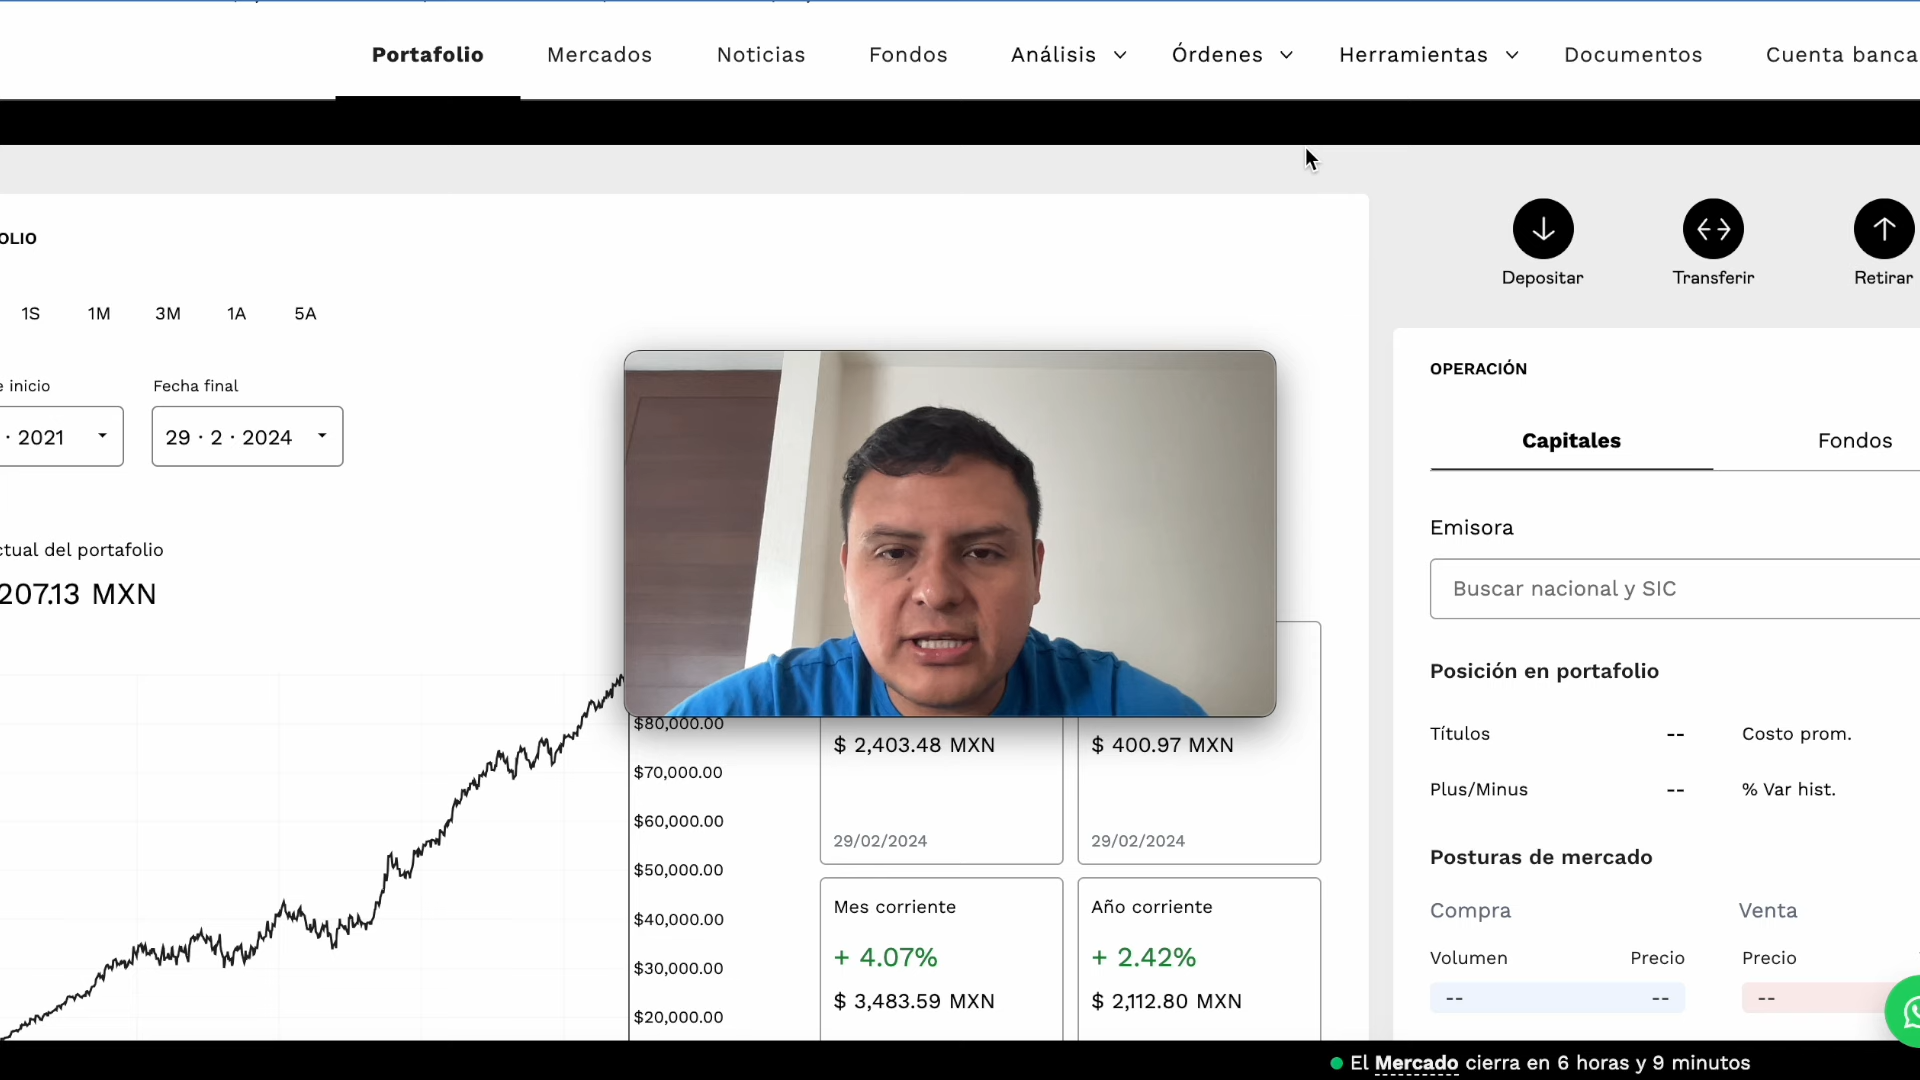 Portafolio
Mercados
Noticias
Fondos
Análisis
Órdenes
Herramientas
Documentos
Cuenta banca
OLIO
1S
1M
3M
1A
5A
Depositar
Transferir
Retirar
e inicio
Fecha final
· 2021
29 · 2 · 2024
ctual del portafolio
207.13 MXN
$80,000.00
$70,000.00
$60,000.00
$50,000.00
$40,000.00
$30,000.00
$20,000.00
$ 2,403.48 MXN
29/02/2024
$ 400.97 MXN
29/02/2024
Mes corriente
+ 4.07%
$ 3,483.59 MXN
Año corriente
+ 2.42%
$ 2,112.80 MXN
OPERACIÓN
Capitales
Fondos
Emisora
Buscar nacional y SIC
Posición en portafolio
Títulos
--
Costo prom.
Plus/Minus
--
% Var hist.
Posturas de mercado
Compra
Venta
Volumen
Precio
Precio
--
--
--
El Mercado cierra en 6 horas y 9 minutos